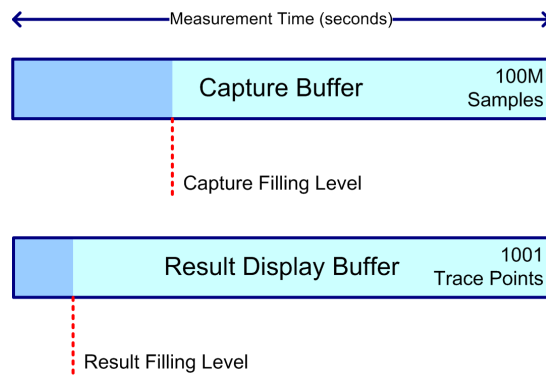 Measurement Time (seconds)
Capture Buffer
100M
Samples
Capture Filling Level
Result Display Buffer
1001
Trace Points
Result Filling Level